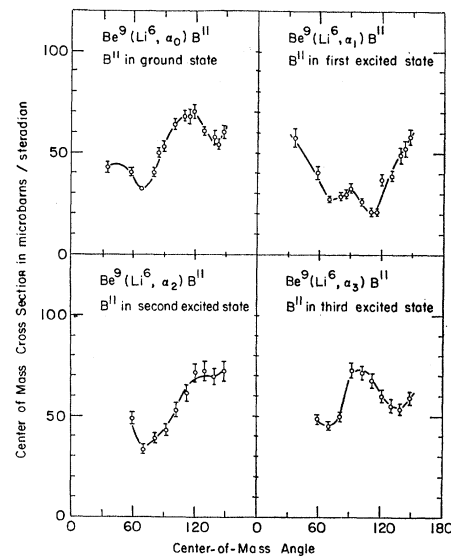 Be⁹(Li⁶, α₀) B¹¹
B¹¹ in ground state
Be⁹(Li⁶, α₁) B¹¹
B¹¹ in first excited state
100
50
0
Be⁹(Li⁶, α₂) B¹¹
B¹¹ in second excited state
Be⁹(Li⁶, α₃) B¹¹
B¹¹ in third excited state
100
50
0
0 60 120 0 60 120 180
Center-of-Mass Angle
Center of Mass Cross Section in microbarns / steradian